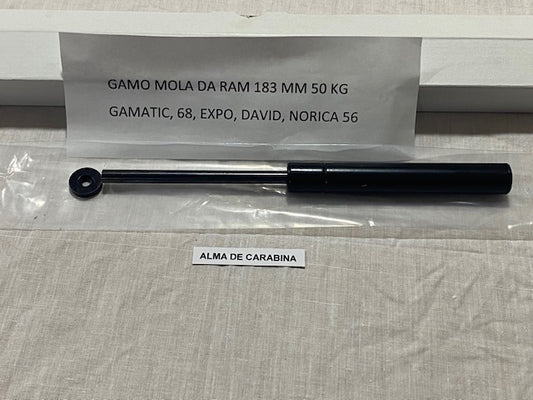 GAMO MOLA DA RAM 183 MM 50 KG
GAMATIC, 68, EXPO, DAVID, NORICA 56
ALMA DE CARABINA